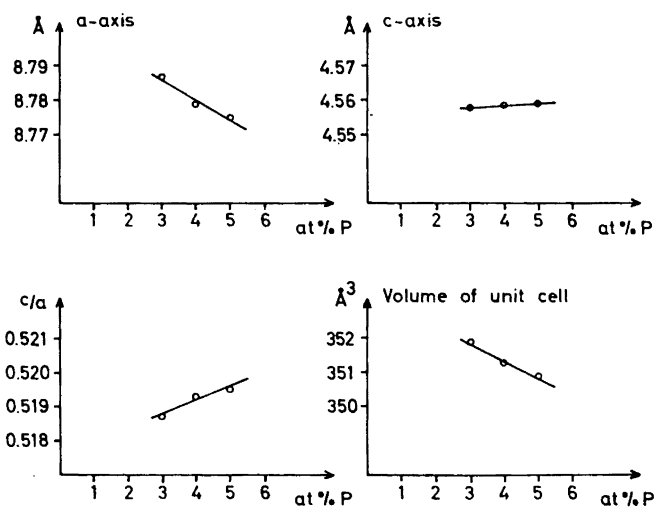 Å a-axis
8.79
8.78
8.77
1 2 3 4 5 6
at % P
Å c-axis
4.57
4.56
4.55
1 2 3 4 5 6
at % P
c/a
0.521
0.520
0.519
0.518
1 2 3 4 5 6
at % P
Å3 Volume of unit cell
352
351
350
1 2 3 4 5 6
at % P